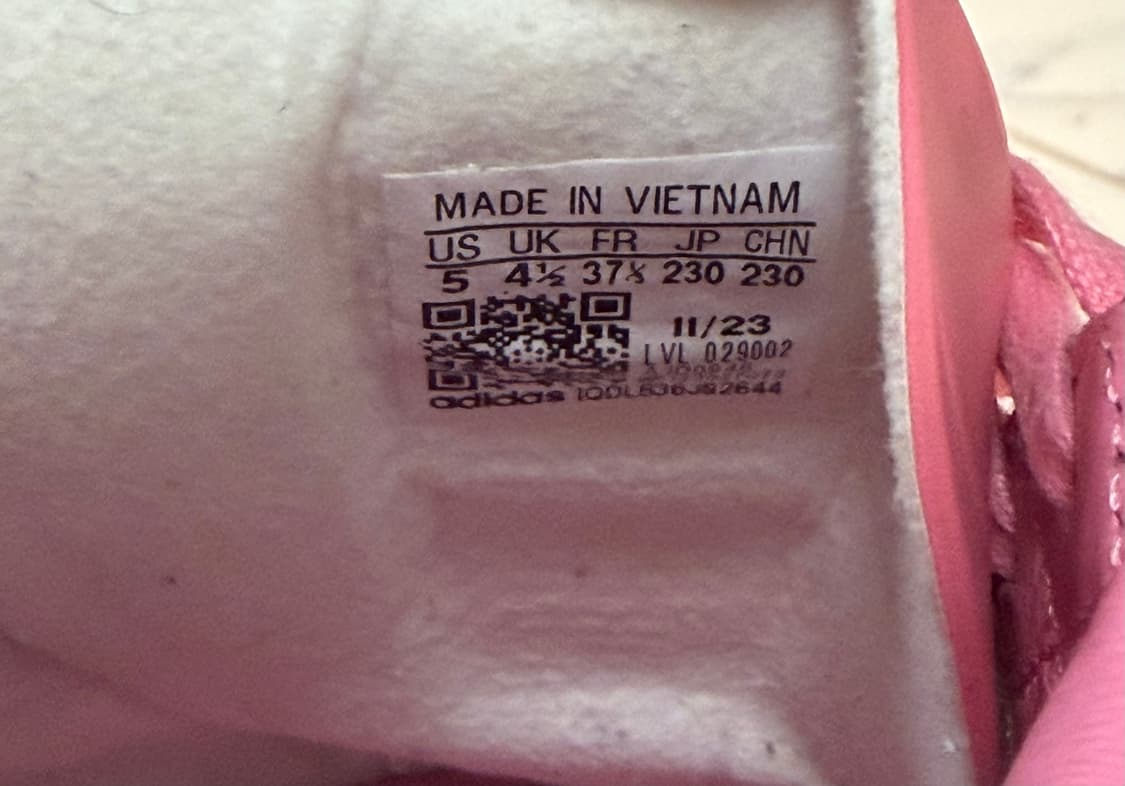 MADE IN VIETNAM
US UK FR JP CHN
5 4½ 37⅓ 230 230
11/23
LVL 029002
adidas